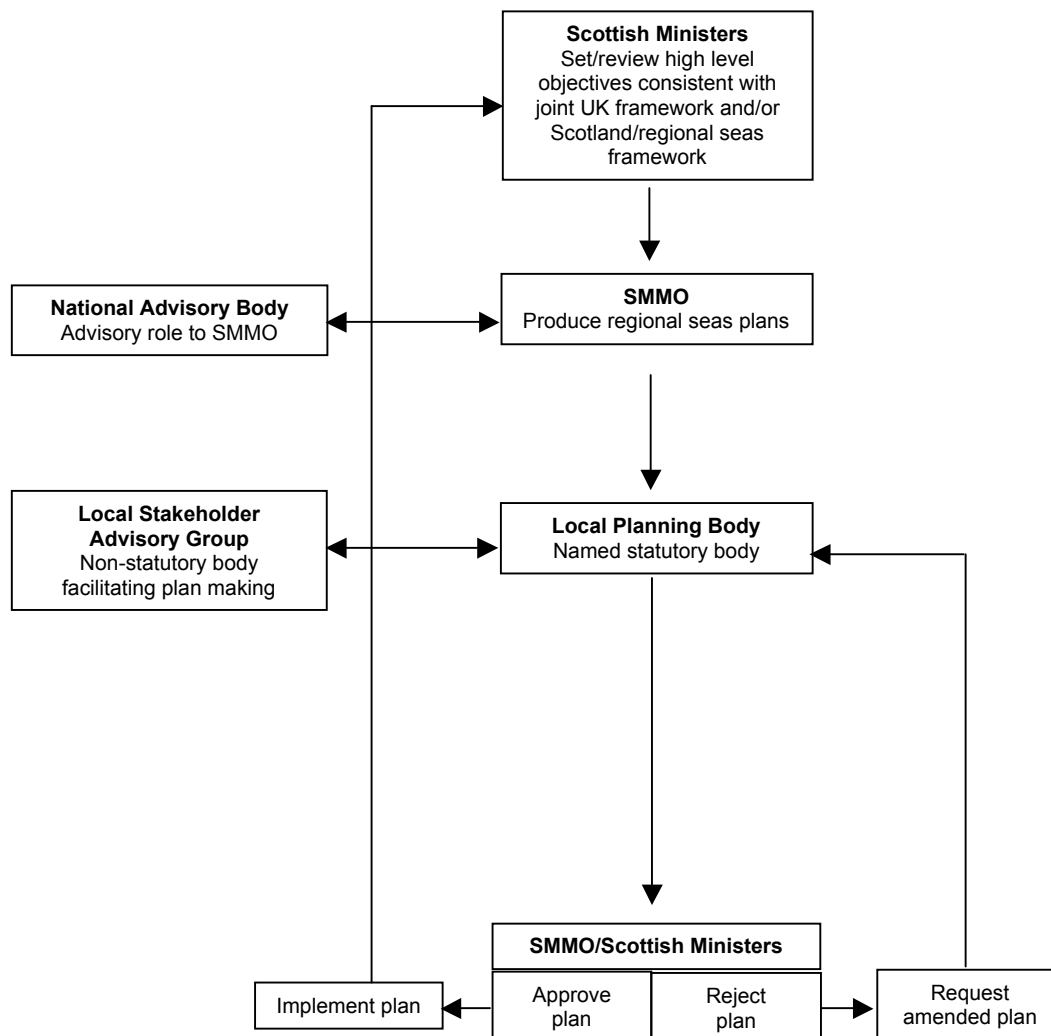 Scottish Ministers
Set/review high level
objectives consistent with
joint UK framework and/or
Scotland/regional seas
framework
National Advisory Body
Advisory role to SMMO
SMMO
Produce regional seas plans
Local Stakeholder
Advisory Group
Non-statutory body
facilitating plan making
Local Planning Body
Named statutory body
SMMO/Scottish Ministers
Implement plan
Approve
plan
Reject
plan
Request
amended plan